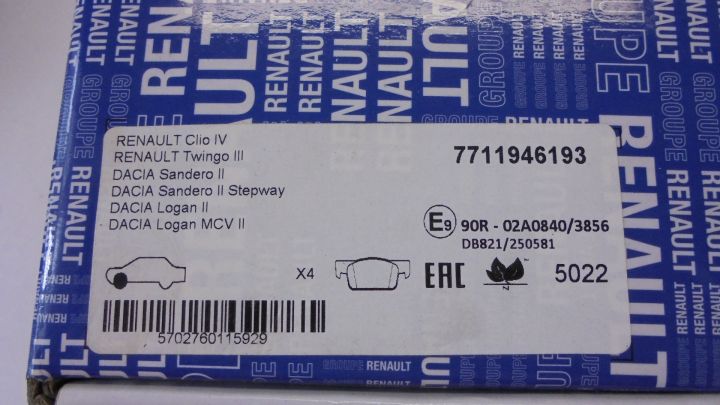 RENAULT Clio IV
RENAULT Twingo III
DACIA Sandero II
DACIA Sandero II Stepway
DACIA Logan II
DACIA Logan MCV II
7711946193
E9 90R - 02A0840/3856
DB821/250581
X4
EAC
N
5022
5702760115929
GROUPE RENAULT